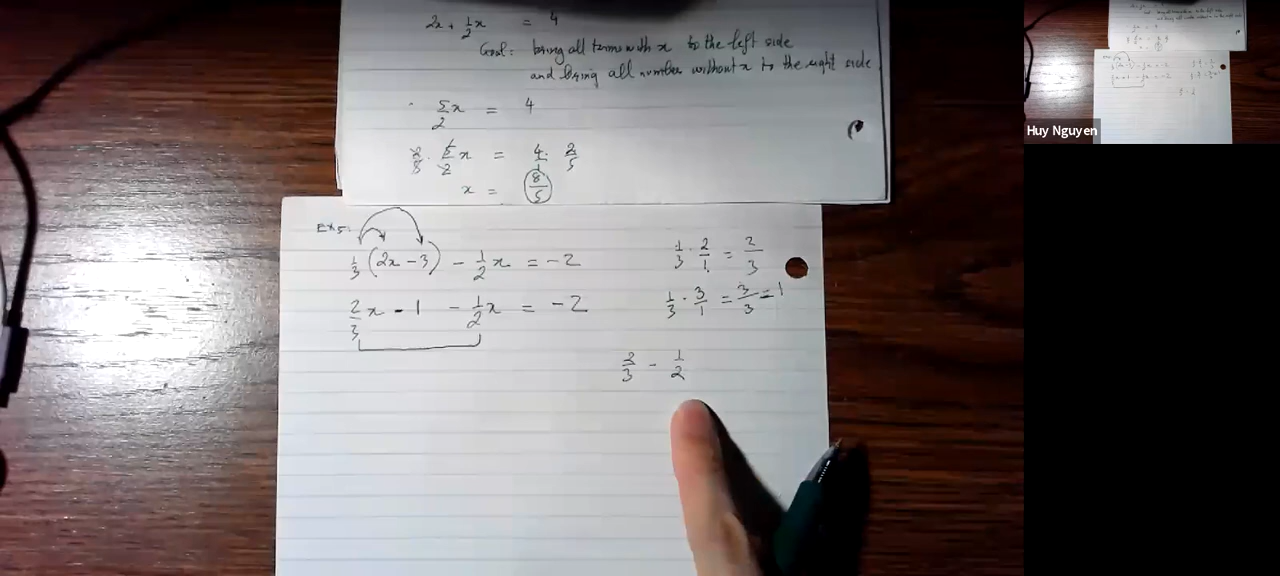 2x + 1/2 x = 4
Goal: bring all terms with x to the left side
and bring all number without x to the right side
5/2 x = 4
2/5 · 5/2 x = 4/1 · 2/5
x = 8/5
Ex5:
1/3 (2x - 3) - 1/2 x = -2
2/3 x - 1 - 1/2 x = -2
1/3 · 2/1 = 2/3
1/3 · 3/1 = 3/3 = 1
2/3 - 1/2
Huy Nguyen